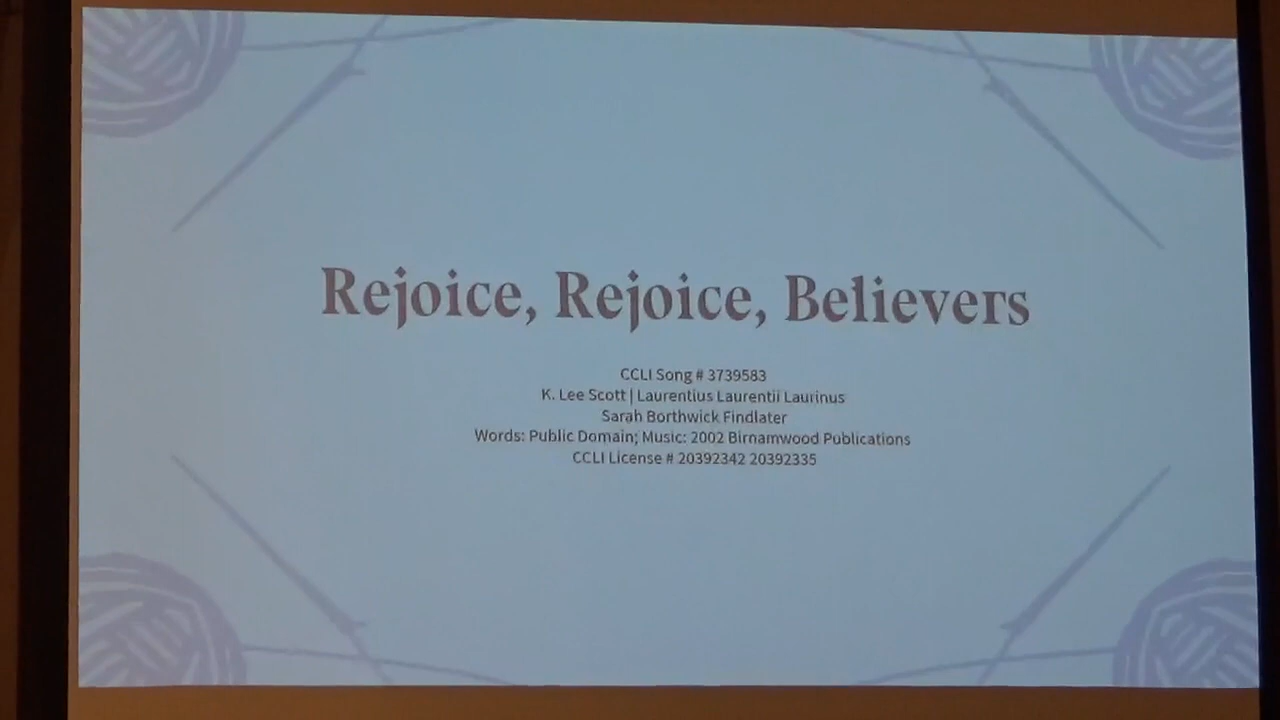 Rejoice, Rejoice, Believers
CCLI Song # 3739583
K. Lee Scott | Laurentius Laurentii Laurinus
Sarah Borthwick Findlater
Words: Public Domain; Music: 2002 Birnamwood Publications
CCLI License # 20392342 20392335